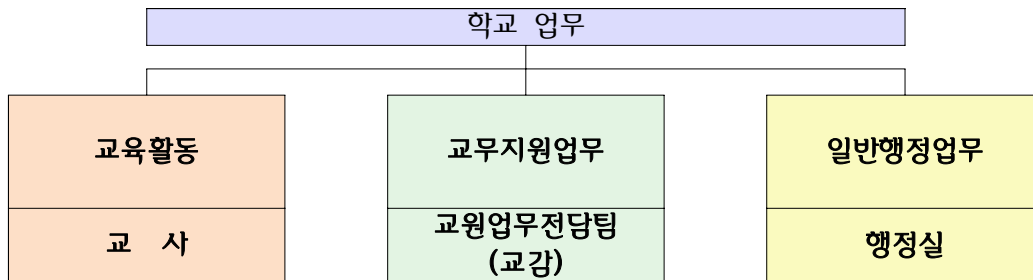 학교 업무
교육활동
교무지원업무
일반행정업무
교 사
교원업무전담팀
(교감)
행정실